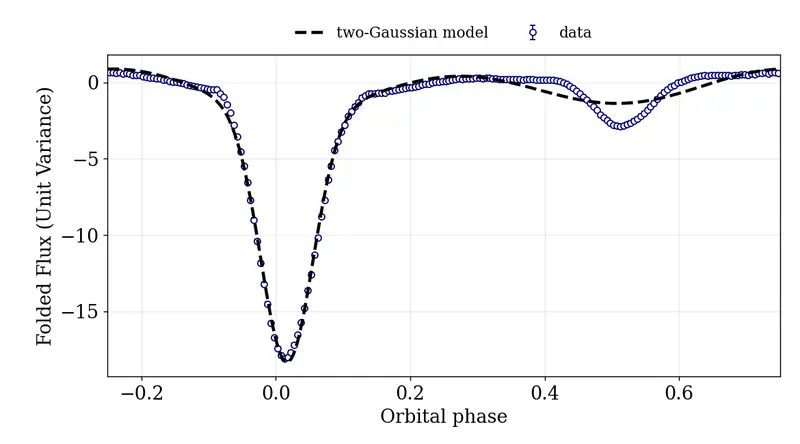 two-Gaussian model data
Folded Flux (Unit Variance)
0
−5
−10
−15
−0.2 0.0 0.2 0.4 0.6
Orbital phase